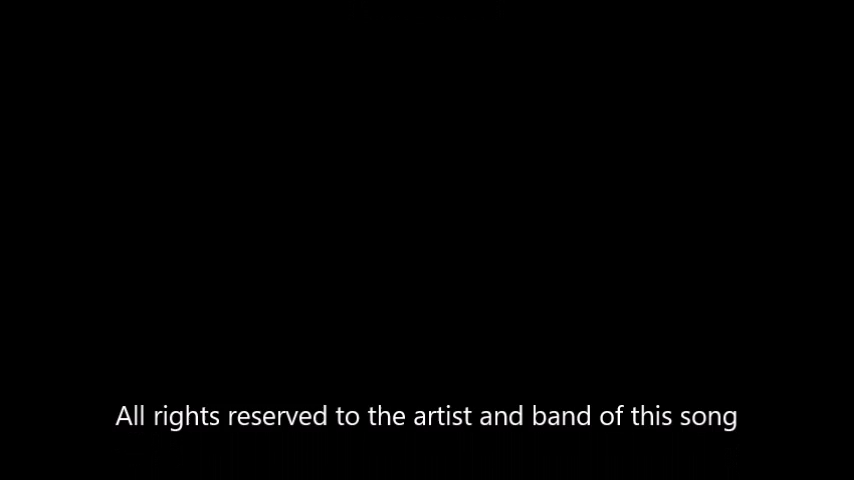 All rights reserved to the artist and band of this song